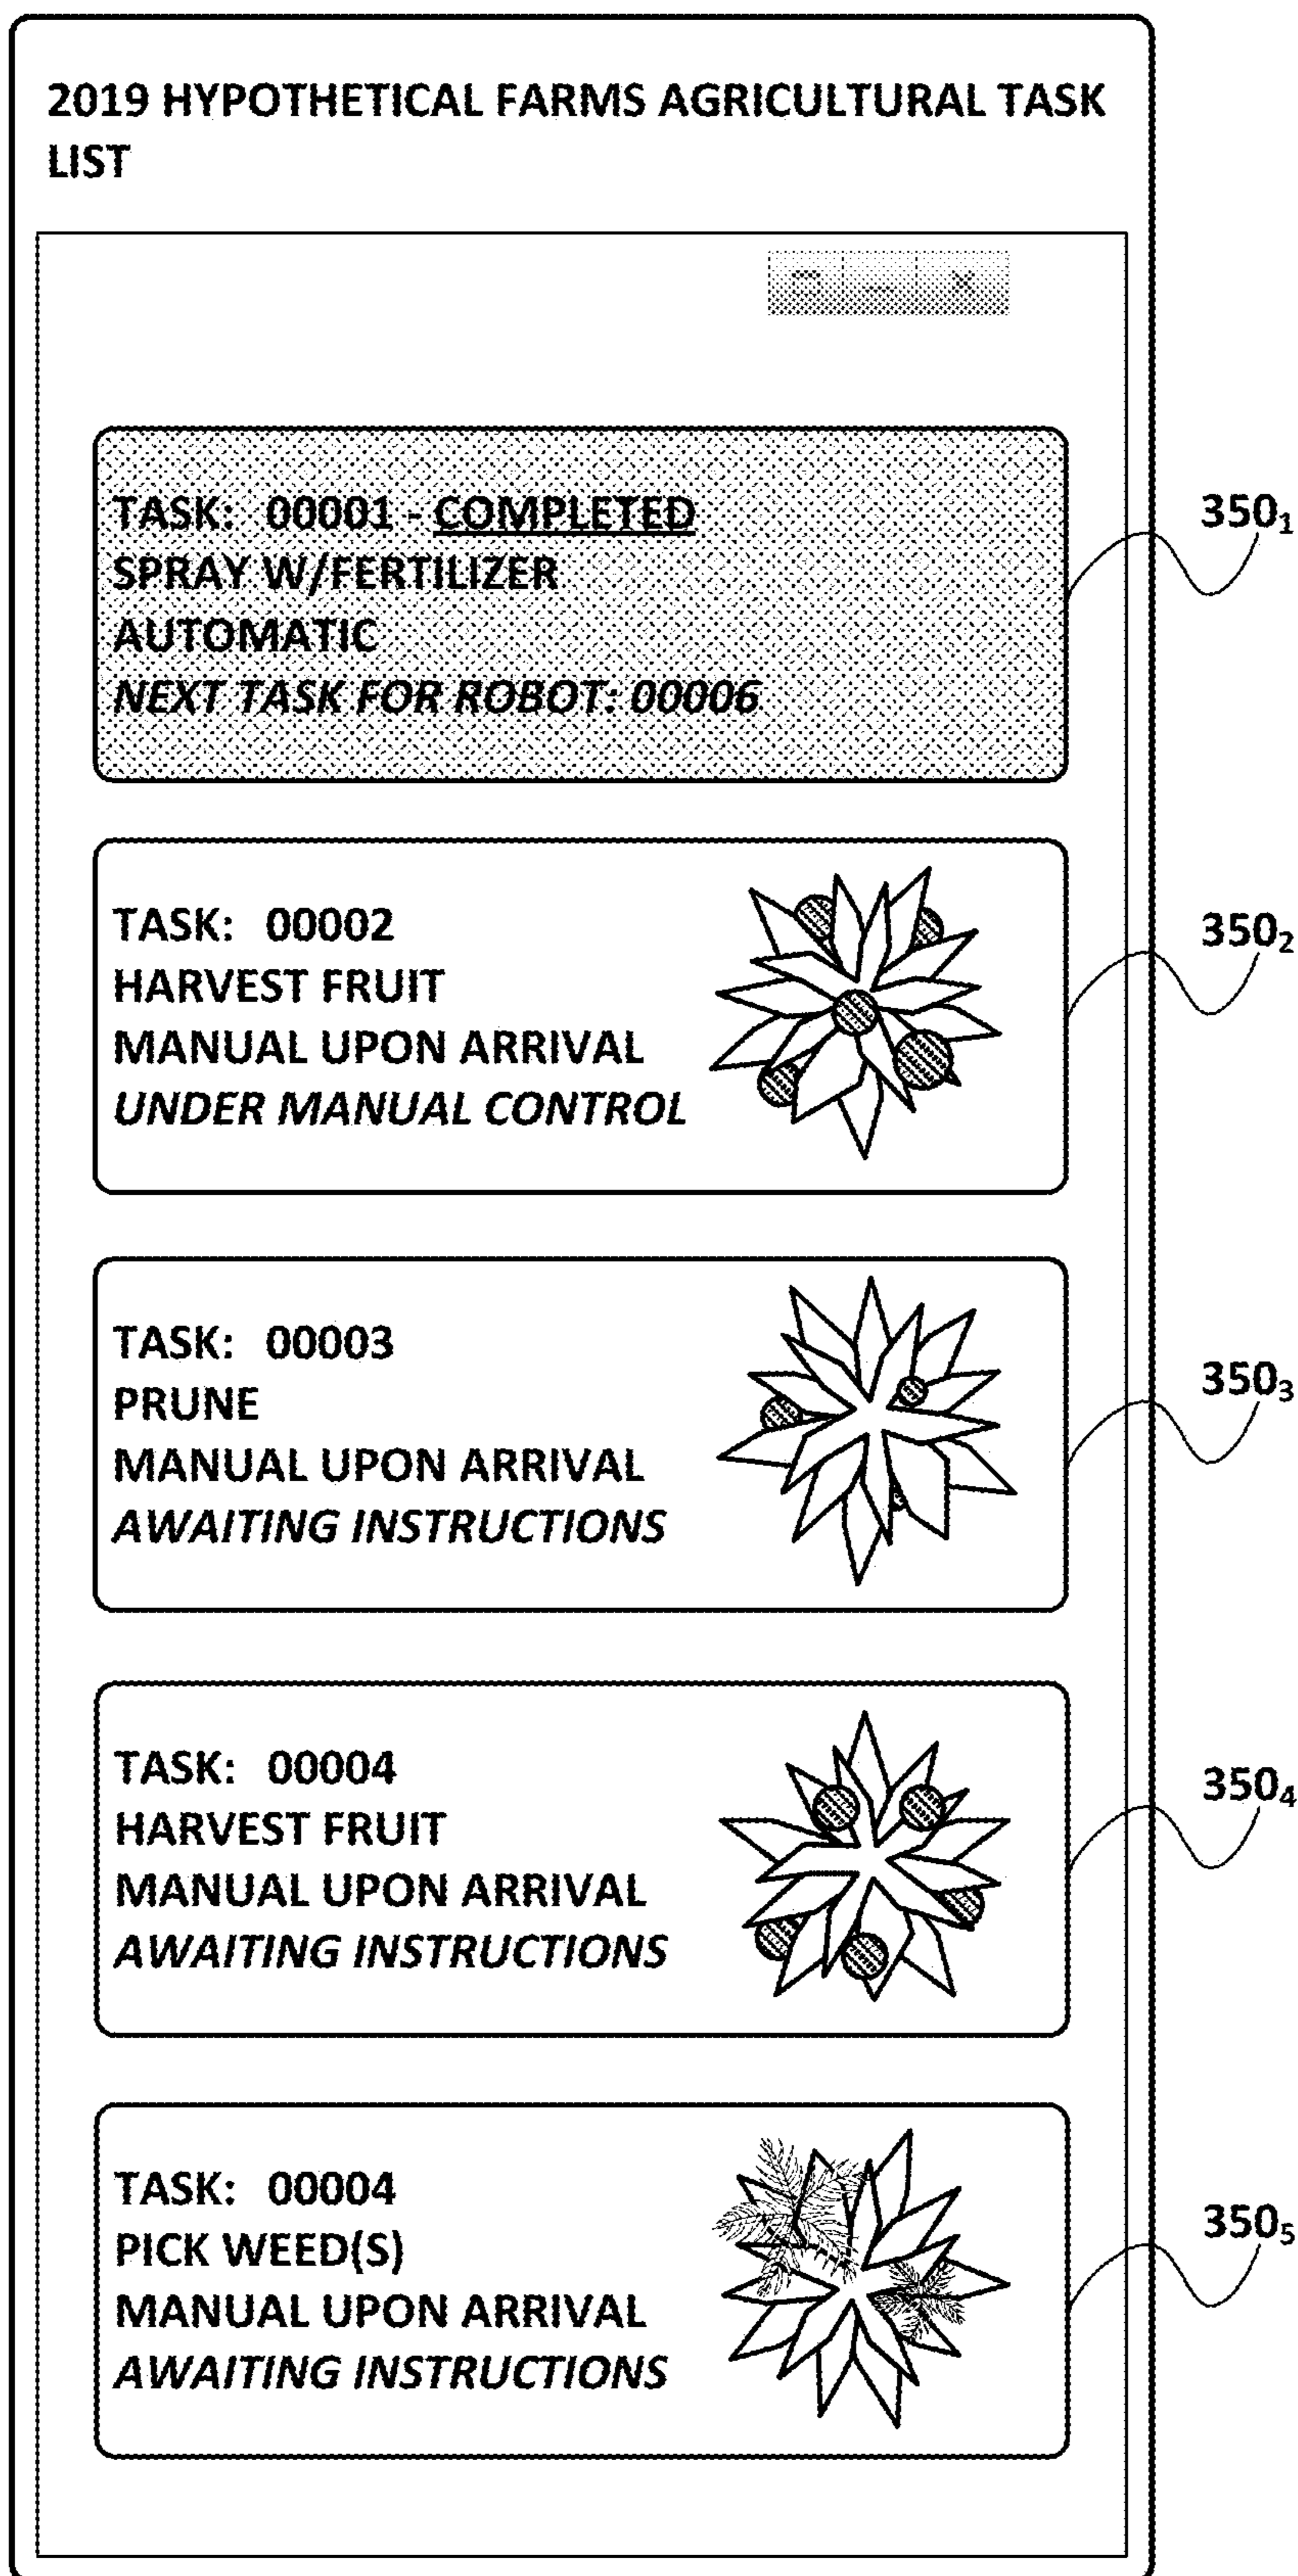 2019 HYPOTHETICAL FARMS AGRICULTURAL TASK
LIST
TASK: 00001 - COMPLETED
SPRAY W/FERTILIZER
AUTOMATIC
NEXT TASK FOR ROBOT: 00006
350₁
TASK: 00002
HARVEST FRUIT
MANUAL UPON ARRIVAL
UNDER MANUAL CONTROL
350₂
TASK: 00003
PRUNE
MANUAL UPON ARRIVAL
AWAITING INSTRUCTIONS
350₃
TASK: 00004
HARVEST FRUIT
MANUAL UPON ARRIVAL
AWAITING INSTRUCTIONS
350₄
TASK: 00004
PICK WEED(S)
MANUAL UPON ARRIVAL
AWAITING INSTRUCTIONS
350₅